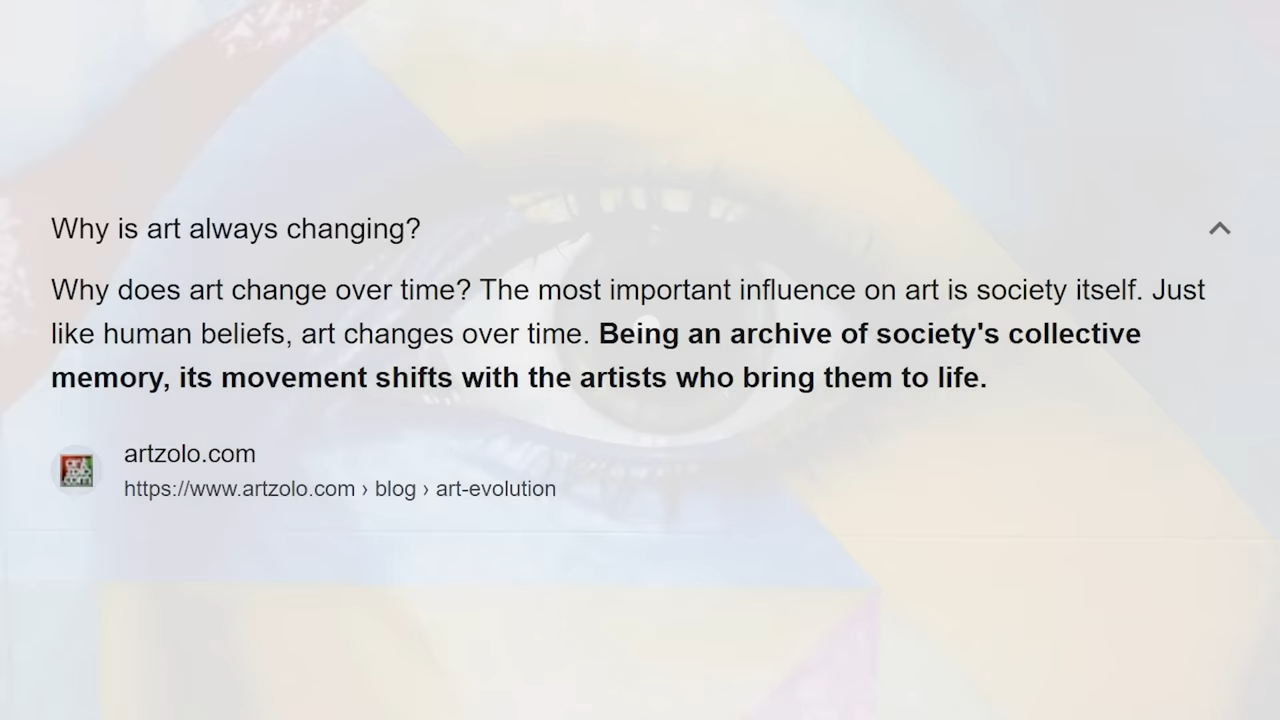 Why is art always changing?
Why does art change over time? The most important influence on art is society itself. Just
like human beliefs, art changes over time. Being an archive of society's collective
memory, its movement shifts with the artists who bring them to life.
artzolo.com
https://www.artzolo.com › blog › art-evolution